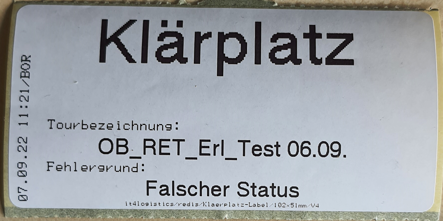 Klärplatz
07.09.22 11:21/BOR
Tourbezeichnung:
OB_RET_Erl_Test 06.09.
Fehlergrund:
Falscher Status
it4logistics/redis/Klaerplatz-Label/102-51mm/V4